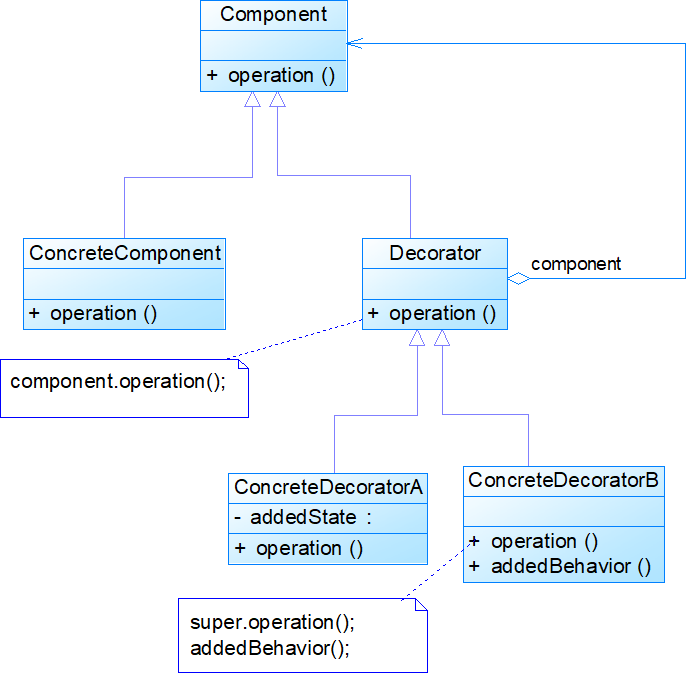 Component
+ operation ()
ConcreteComponent
+ operation ()
Decorator
+ operation ()
component
component.operation();
ConcreteDecoratorA
- addedState :
+ operation ()
ConcreteDecoratorB
+ operation ()
+ addedBehavior ()
super.operation();
addedBehavior();